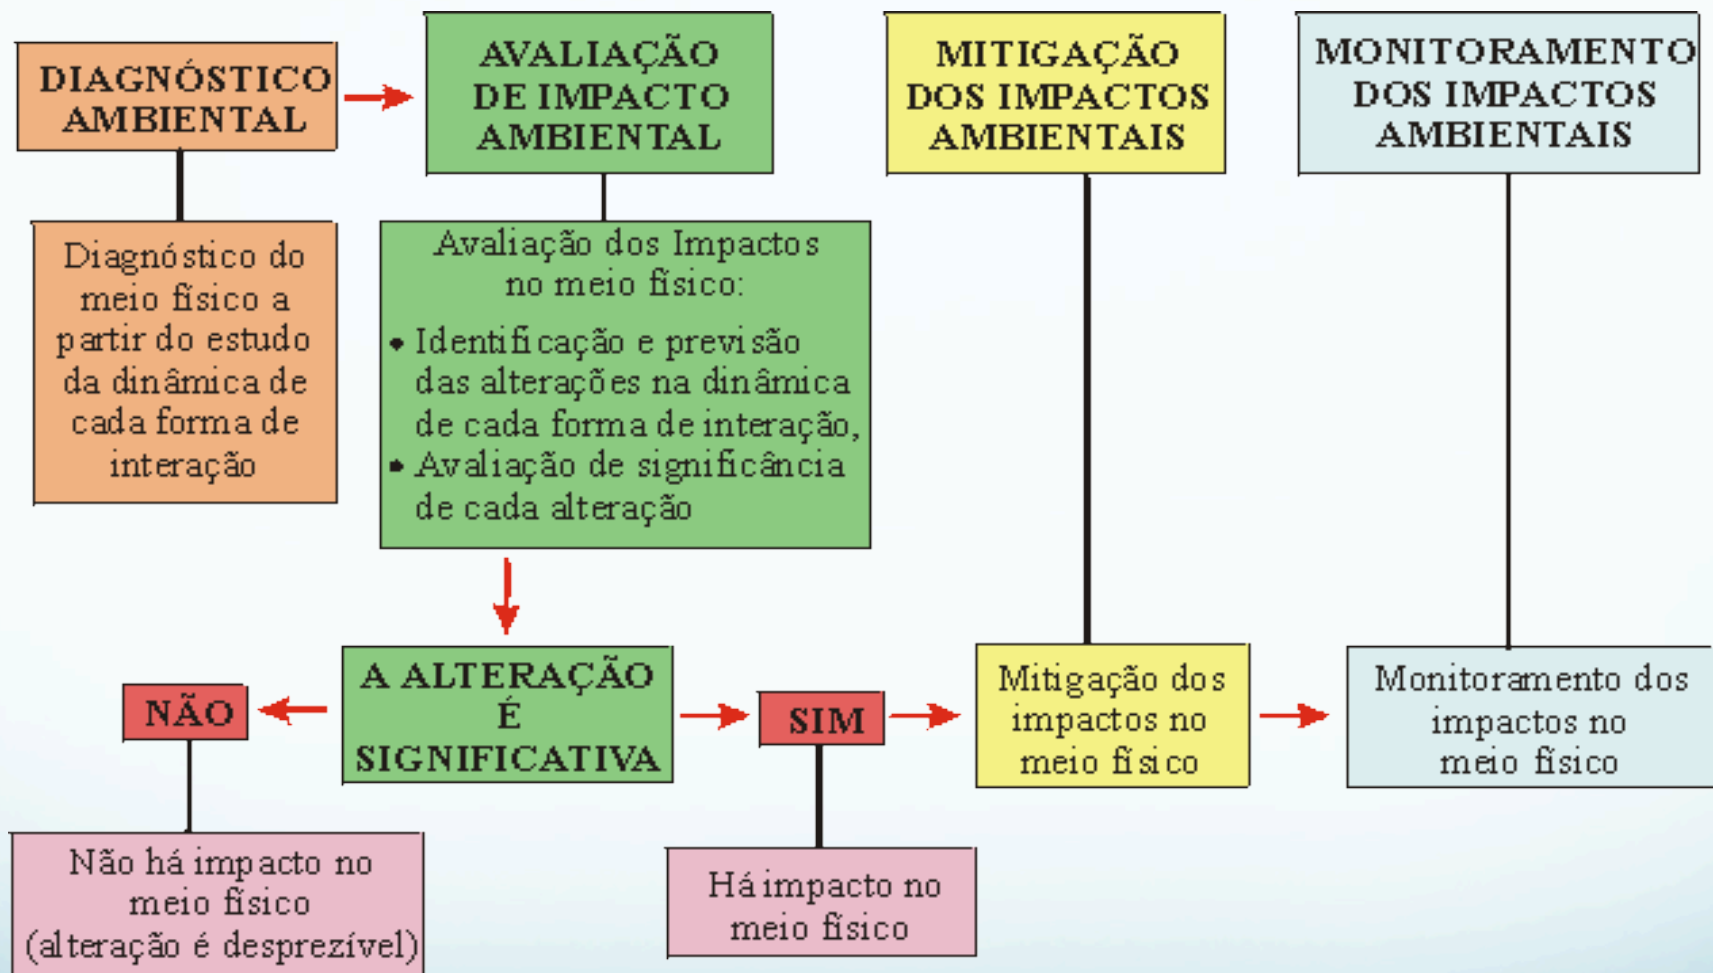 DIAGNÓSTICO
AMBIENTAL
AVALIAÇÃO
DE IMPACTO
AMBIENTAL
MITIGAÇÃO
DOS IMPACTOS
AMBIENTAIS
MONITORAMENTO
DOS IMPACTOS
AMBIENTAIS
Diagnóstico do
meio físico a
partir do estudo
da dinâmica de
cada forma de
interação
Avaliação dos Impactos
no meio físico:
• Identificação e previsão
das alterações na dinâmica
de cada forma de interação,
• Avaliação de significância
de cada alteração
NÃO
A ALTERAÇÃO
É
SIGNIFICATIVA
SIM
Mitigação dos
impactos no
meio físico
Monitoramento dos
impactos no
meio físico
Não há impacto no
meio físico
(alteração é desprezível)
Há impacto no
meio físico